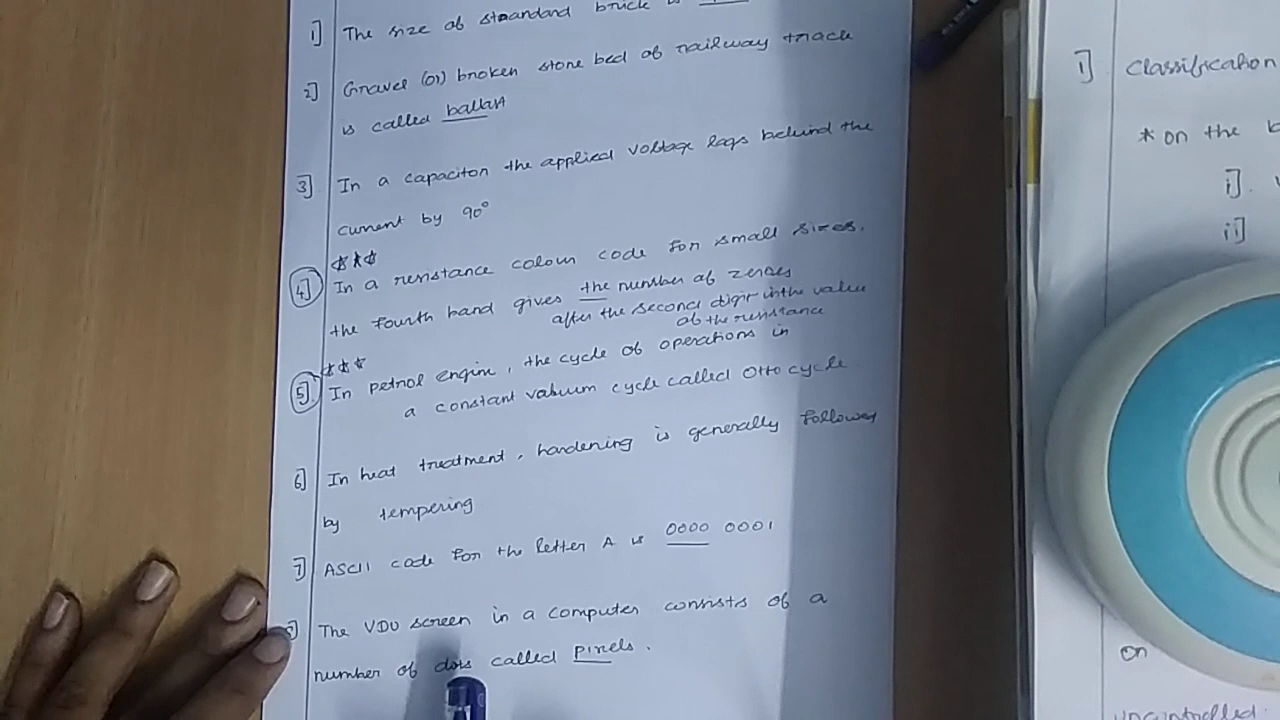 1] The size of standard brick is
2] Gravel (or) broken stone bed of railway track
is called ballast
3] In a capacitor the applied voltage lags behind the
current by 90°
4] In a resistance colour code for small sizes,
the fourth band gives the number of zeroes
after the second digit in the value
of the resistance
5] In petrol engine, the cycle of operations in
a constant vabuum cycle called Otto cycle
6] In heat treatment, hardening is generally followed
by tempering
7] ASCII code for the letter A is 0000 0001
8] The VDU screen in a computer consists of a
number of dots called pixels.
1] Classification
* on the
i].
ii]
on
uncontrolled.